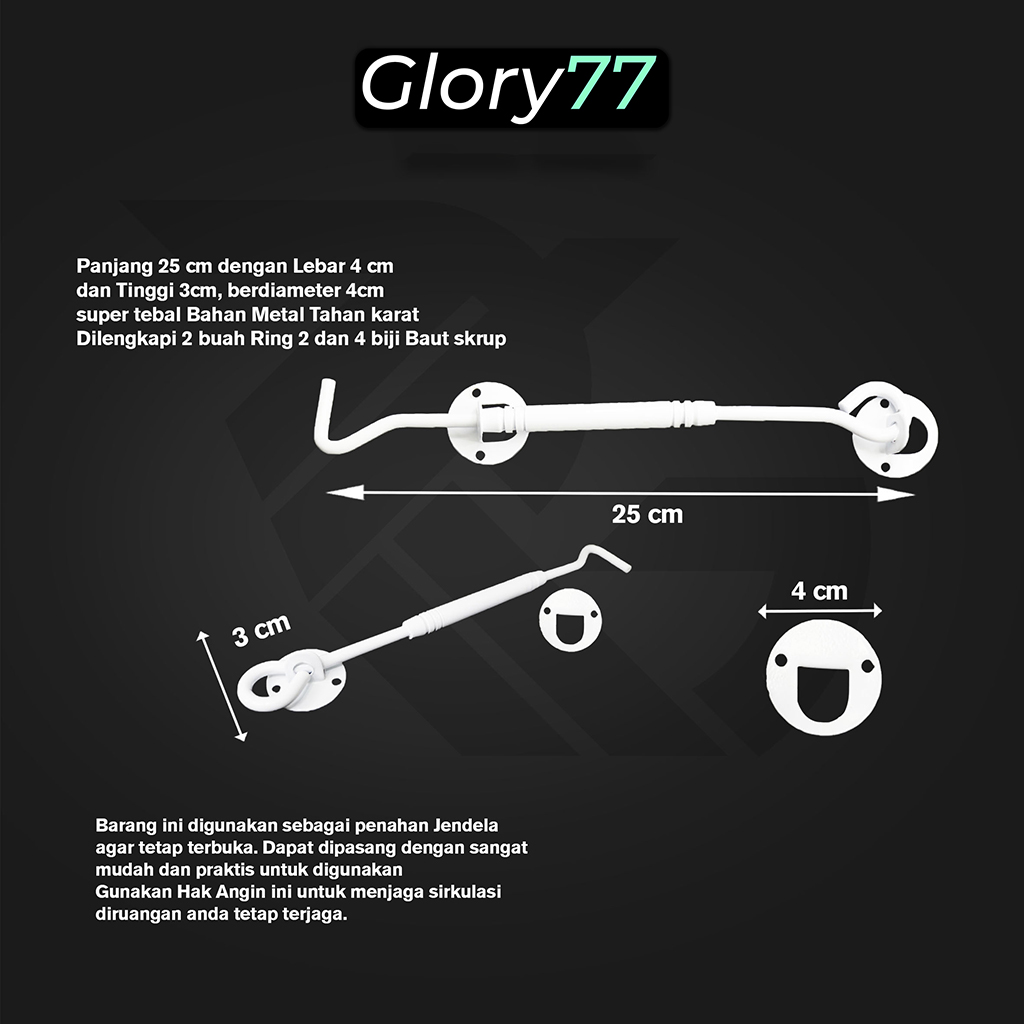 Glory77
Panjang 25 cm dengan Lebar 4 cm
dan Tinggi 3cm, berdiameter 4cm
super tebal Bahan Metal Tahan karat
Dilengkapi 2 buah Ring 2 dan 4 biji Baut skrup
25 cm
3 cm
4 cm
Barang ini digunakan sebagai penahan Jendela
agar tetap terbuka. Dapat dipasang dengan sangat
mudah dan praktis untuk digunakan
Gunakan Hak Angin ini untuk menjaga sirkulasi
diruangan anda tetap terjaga.